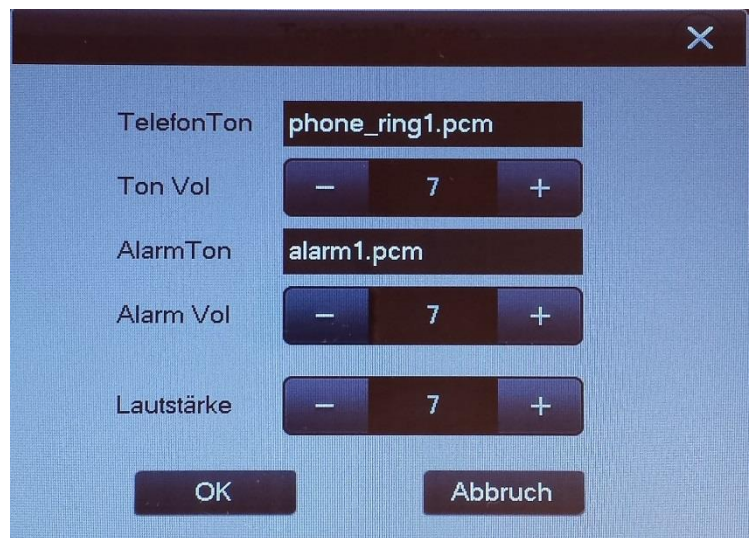 TelefonTon phone_ring1.pcm
Ton Vol − 7 +
AlarmTon alarm1.pcm
Alarm Vol − 7 +
Lautstärke − 7 +
OK Abbruch